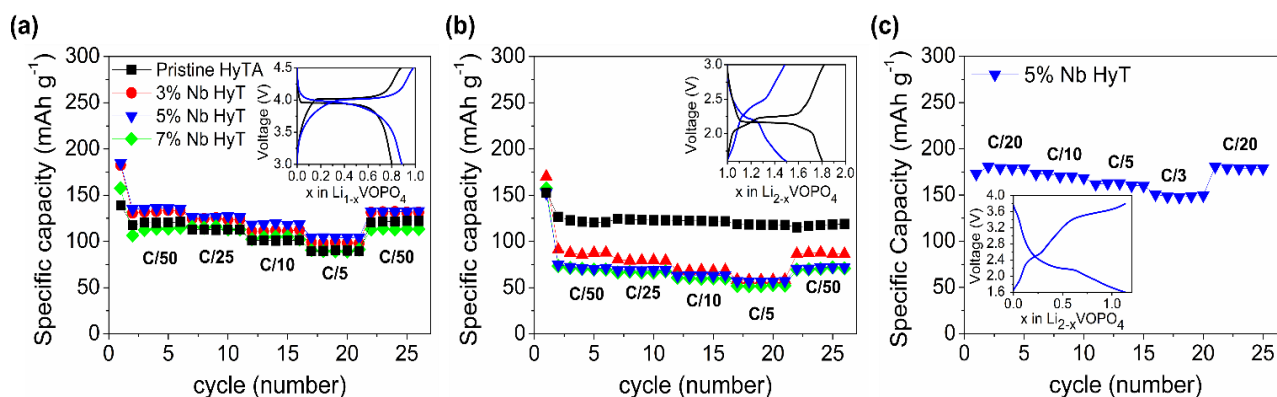 (a)
300
250
200
150
100
50
0
Specific capacity (mAh g⁻¹)
0 5 10 15 20 25
cycle (number)
Pristine HyTA
3% Nb HyT
5% Nb HyT
7% Nb HyT
C/50
C/25
C/10
C/5
C/50
4.5
4.0
3.5
3.0
Voltage (V)
0.0 0.2 0.4 0.6 0.8 1.0
x in Li₁₋ₓVOPO₄
(b)
300
250
200
150
100
50
0
Specific capacity (mAh g⁻¹)
0 5 10 15 20 25
cycle (number)
C/50
C/25
C/10
C/5
C/50
3.0
2.5
2.0
Voltage (V)
1.0 1.2 1.4 1.6 1.8 2.0
x in Li₂₋ₓVOPO₄
(c)
300
250
200
150
100
50
0
Specific Capacity (mAh g⁻¹)
0 5 10 15 20 25
cycle (number)
5% Nb HyT
C/20
C/10
C/5
C/3
C/20
4.0
3.2
2.4
1.6
Voltage (V)
0.0 0.5 1.0
x in Li₂₋ₓVOPO₄